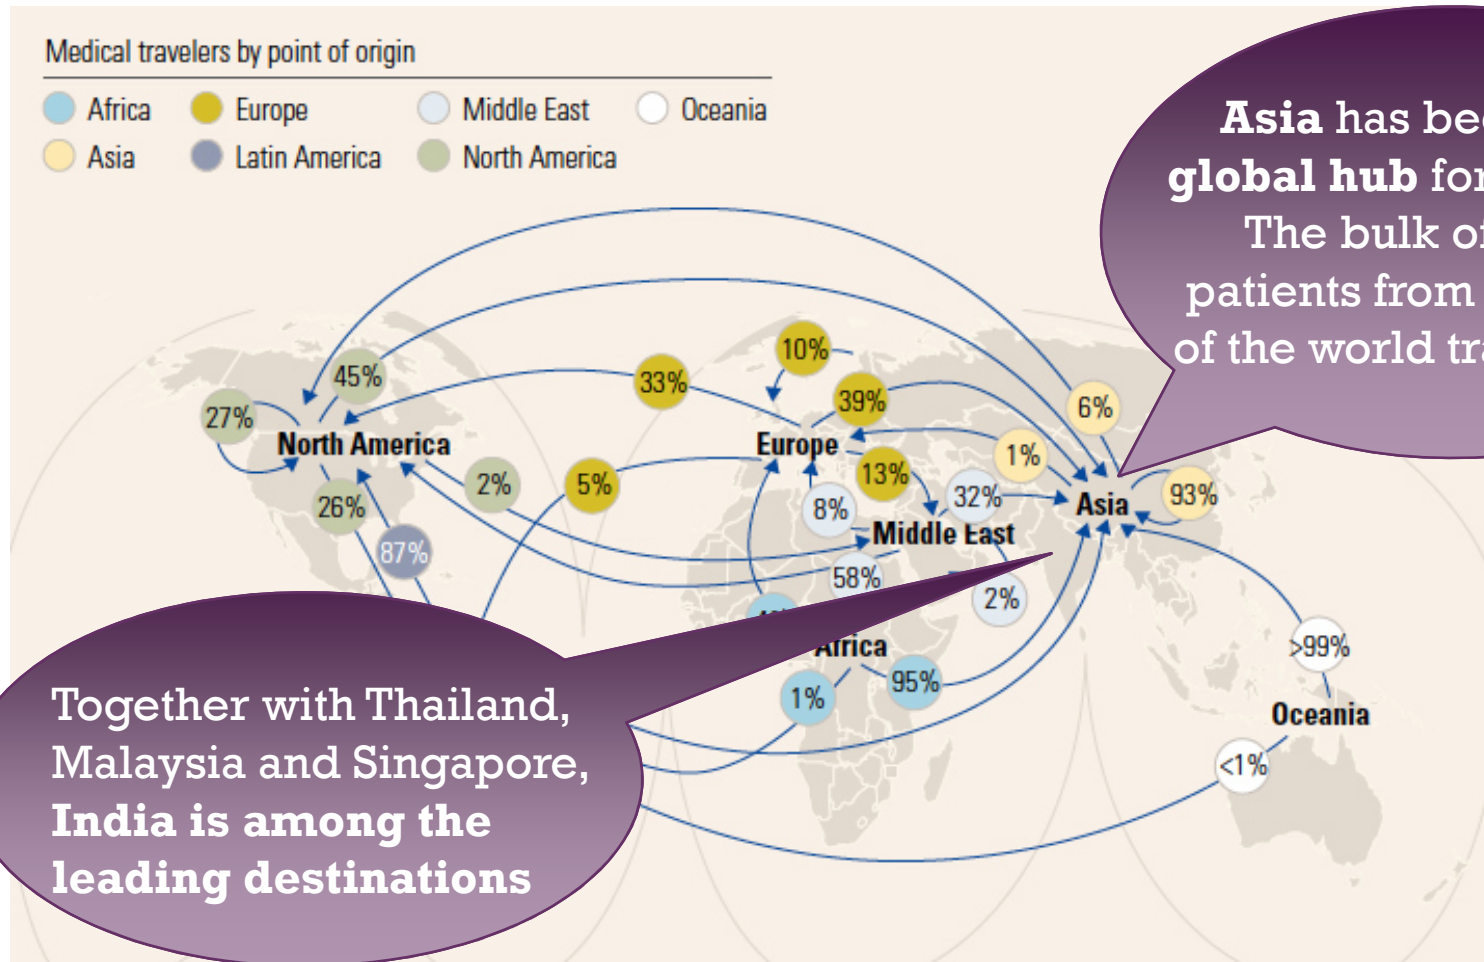 Medical travelers by point of origin
Africa Europe Middle East Oceania
Asia Latin America North America
Asia has
global hub for
The bulk
patients from
of the world
45%
10%
33%
39%
6%
27%
North America
Europe
1%
2%
5%
13%
32%
93%
26%
8%
Asia
87%
Middle East
58%
2%
Africa
>99%
1%
95%
Oceania
<1%
Together with Thailand,
Malaysia and Singapore,
India is among the
leading destinations